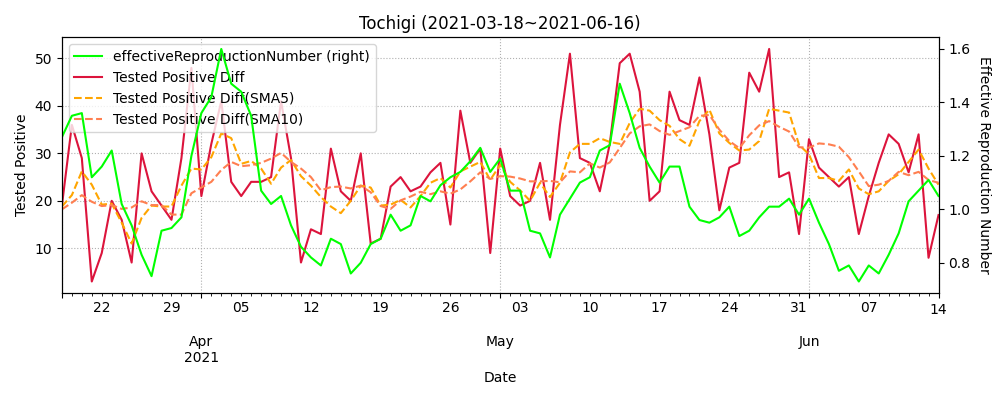 Tochigi (2021-03-18~2021-06-16)
effectiveReproductionNumber (right)
Tested Positive Diff
Tested Positive Diff(SMA5)
Tested Positive Diff(SMA10)
Tested Positive
50
40
30
20
10
1.6
1.4
1.2
1.0
0.8
Effective Reproduction Number
22 29 05 12 19 26 03 10 17 24 31 07 14
Apr May Jun
2021
Date